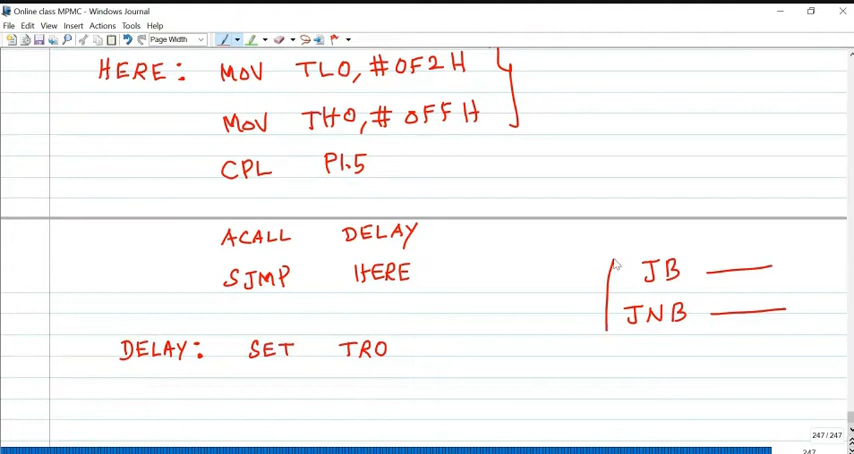 Online class MPMC - Windows Journal
File Edit View Insert Actions Tools Help
Page Width
HERE: MOV TL0, #0F2H
MOV TH0, #0FFH
CPL P1.5
ACALL DELAY
SJMP HERE
JB
JNB
DELAY: SET TR0
247 / 247
247